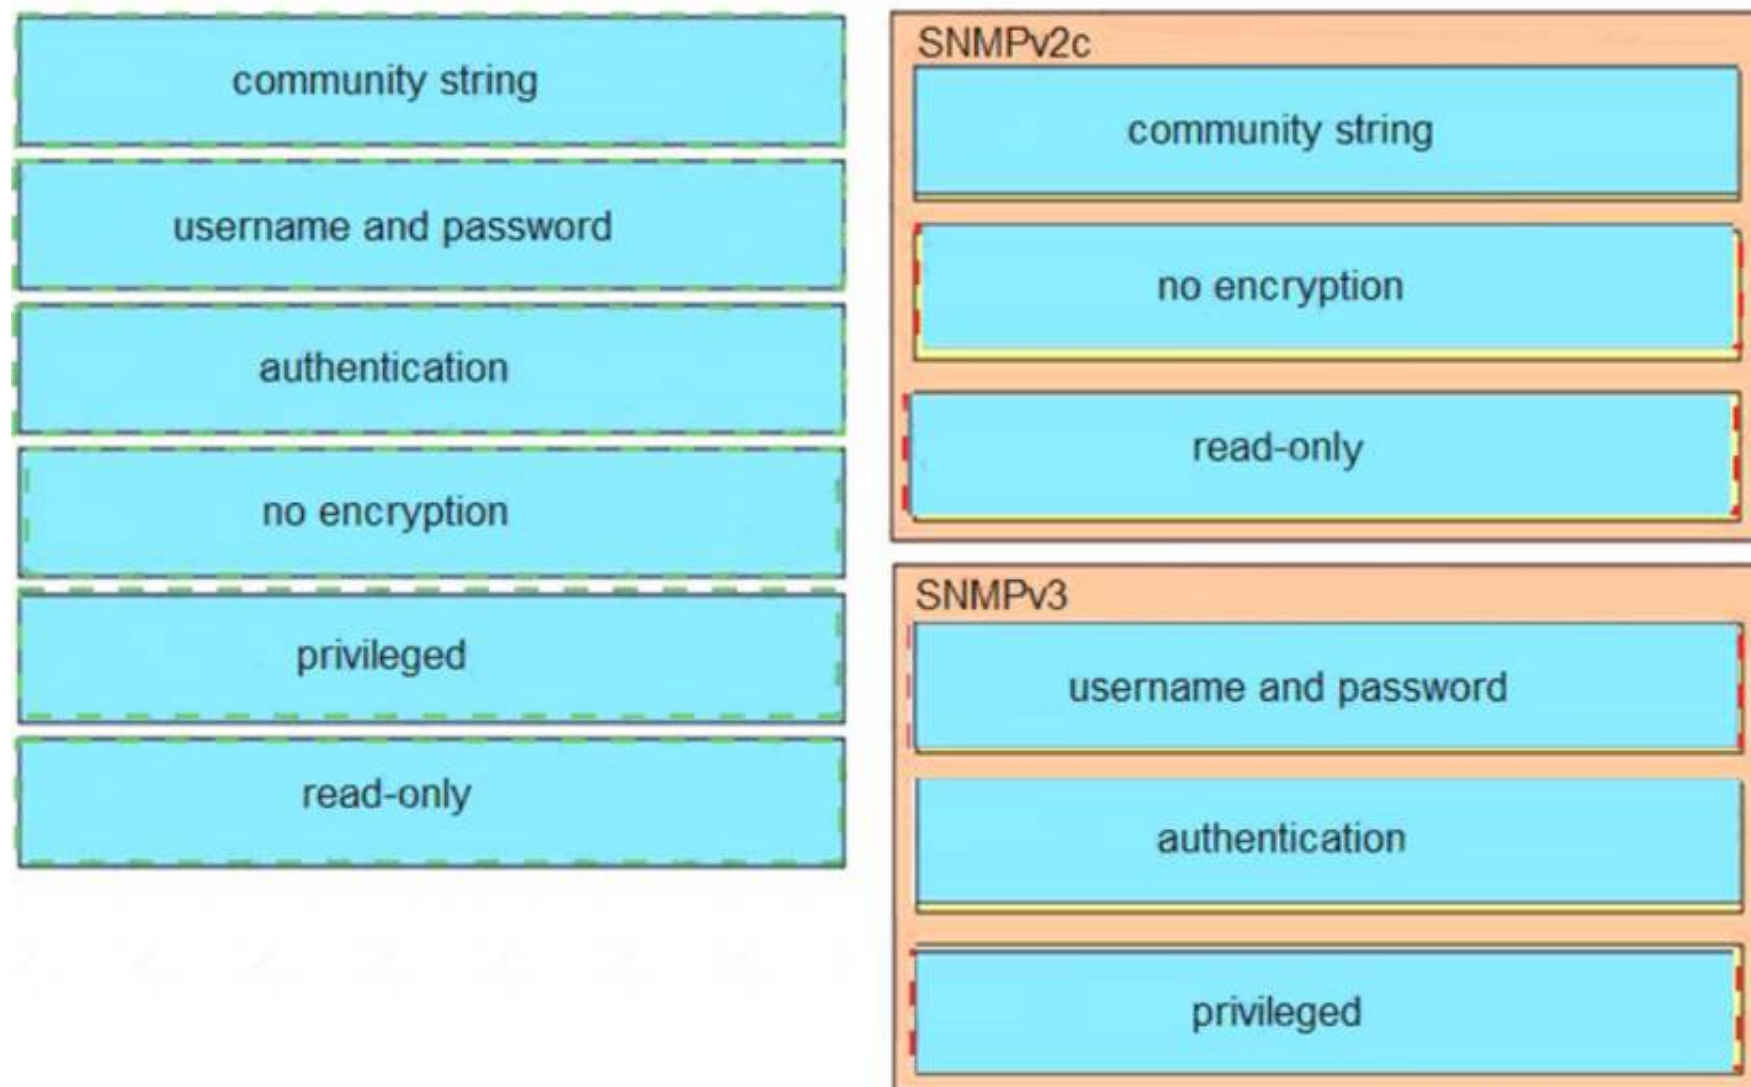 community string
username and password
authentication
no encryption
privileged
read-only
SNMPv2c
community string
no encryption
read-only
SNMPv3
username and password
authentication
privileged